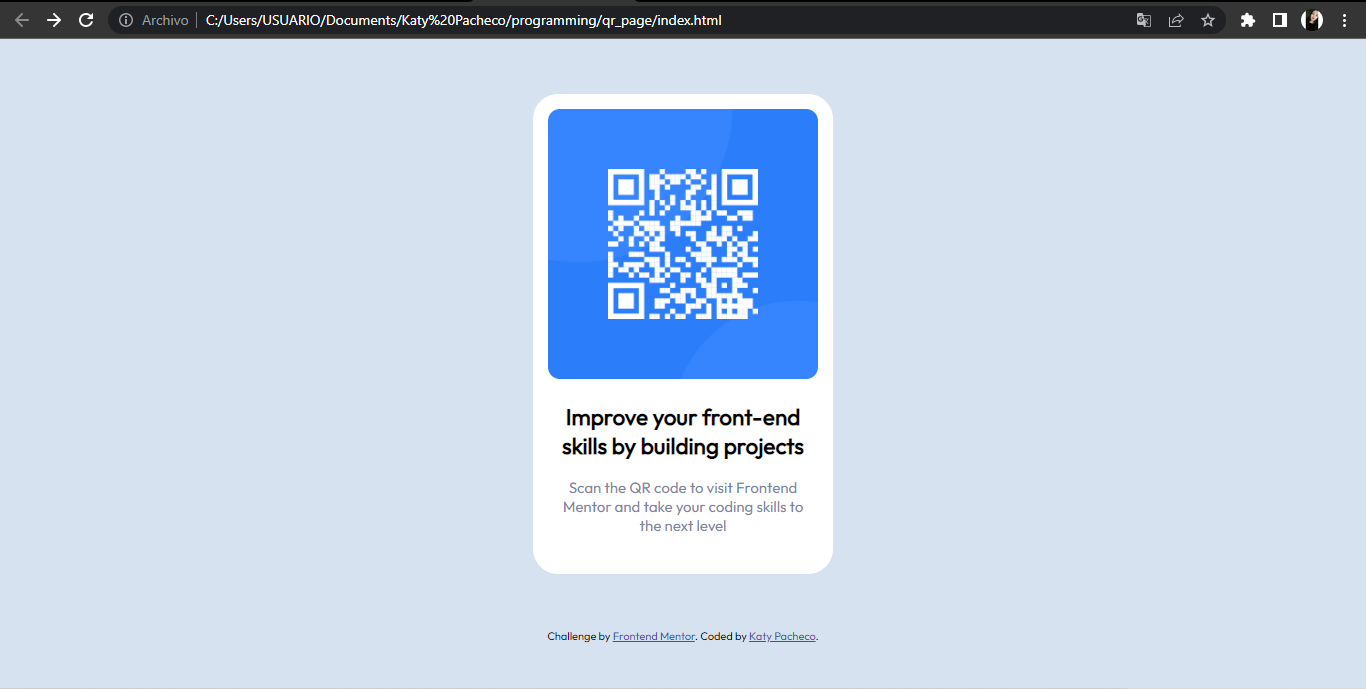 Archivo C:/Users/USUARIO/Documents/Katy%20Pacheco/programming/qr_page/index.html
Improve your front-end
skills by building projects
Scan the QR code to visit Frontend
Mentor and take your coding skills to
the next level
Challenge by Frontend Mentor. Coded by Katy Pacheco.